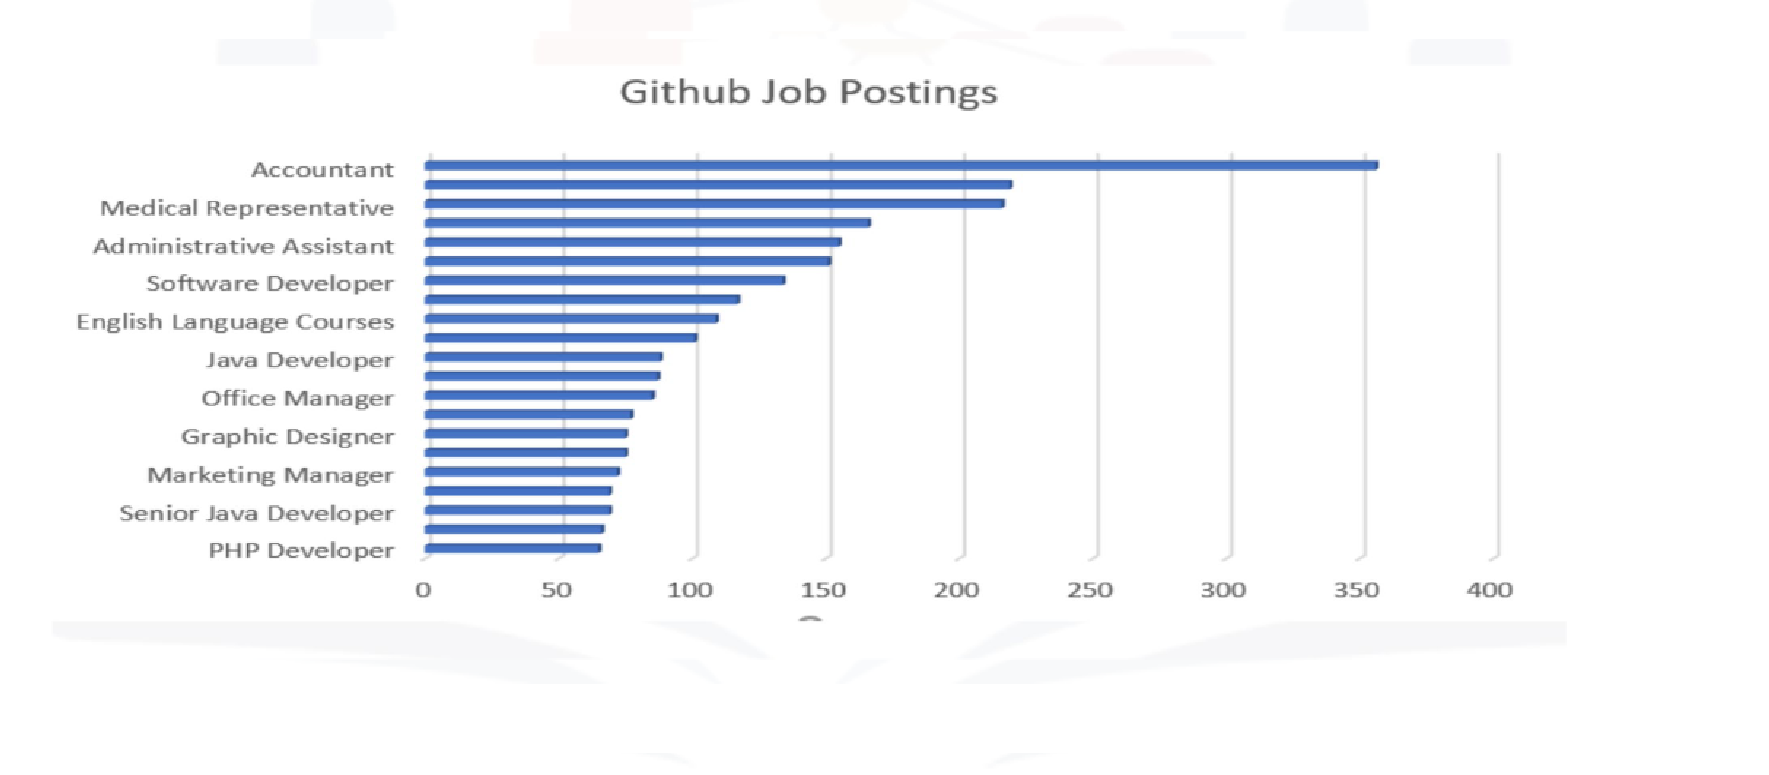 Github Job Postings
Accountant
Medical Representative
Administrative Assistant
Software Developer
English Language Courses
Java Developer
Office Manager
Graphic Designer
Marketing Manager
Senior Java Developer
PHP Developer
0 50 100 150 200 250 300 350 400